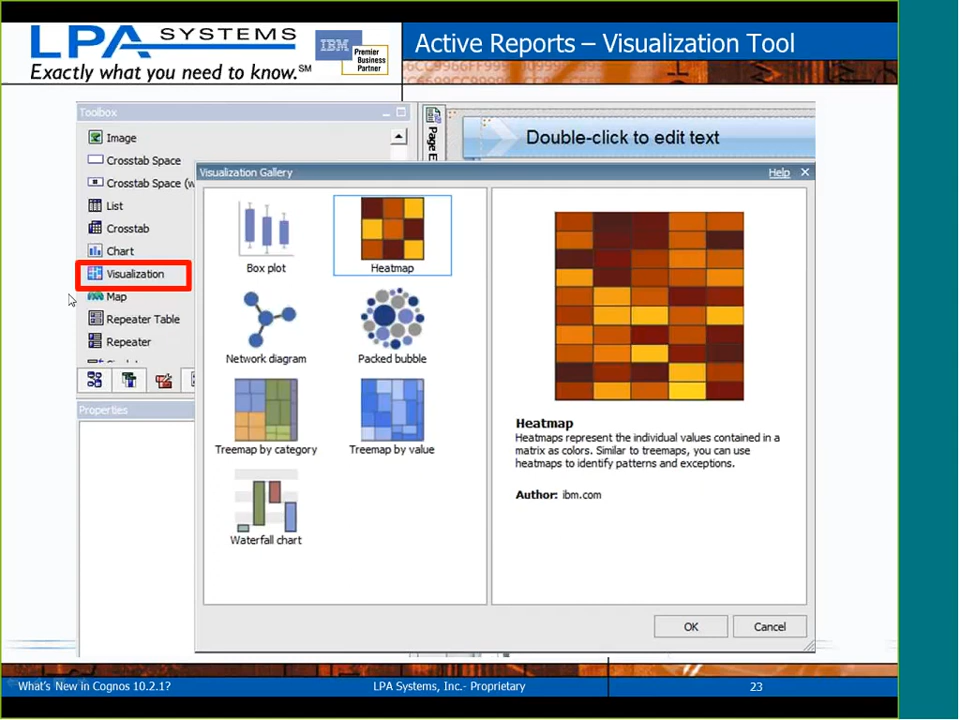 LPA SYSTEMS
Exactly what you need to know.SM
IBM
Premier
Business
Partner
Active Reports – Visualization Tool
Toolbox
Image
Crosstab Space
Crosstab Space (w
List
Crosstab
Chart
Visualization
Map
Repeater Table
Repeater
Properties
Page E
Double-click to edit text
Visualization Gallery
Help
Box plot
Heatmap
Network diagram
Packed bubble
Treemap by category
Treemap by value
Waterfall chart
Heatmap
Heatmaps represent the individual values contained in a
matrix as colors. Similar to treemaps, you can use
heatmaps to identify patterns and exceptions.
Author: ibm.com
OK
Cancel
What's New in Cognos 10.2.1?
LPA Systems, Inc.- Proprietary
23